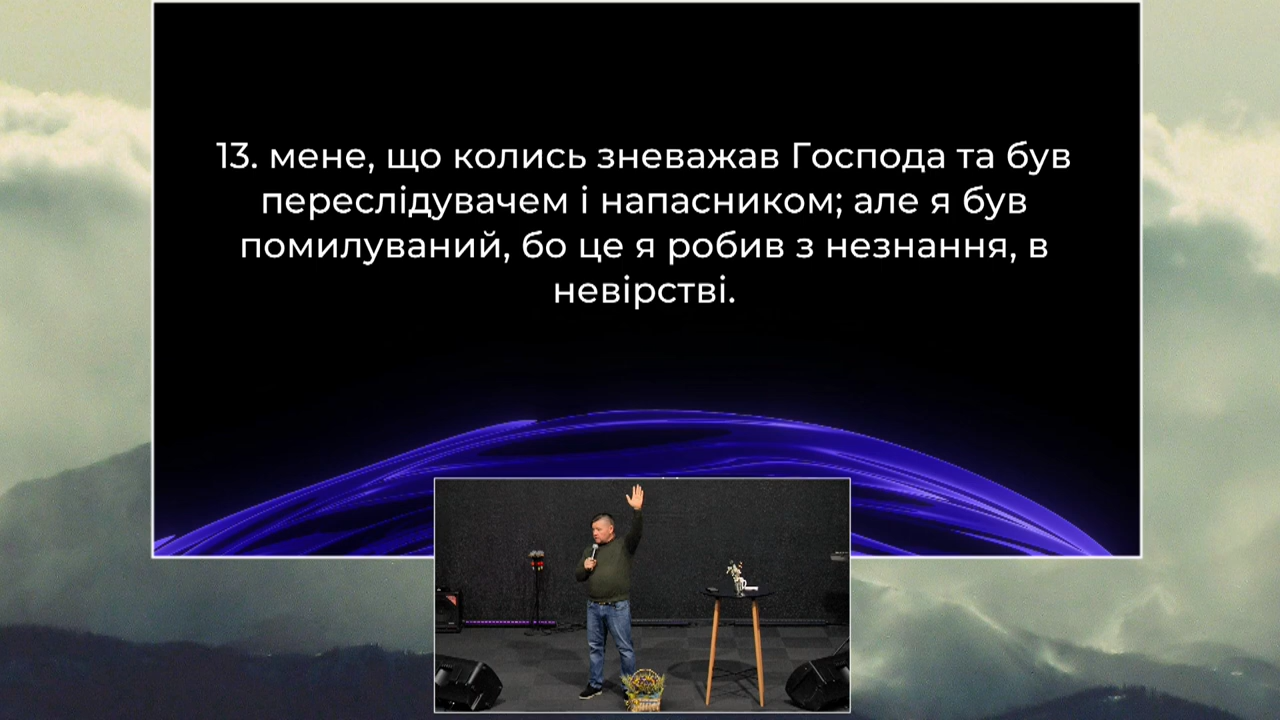 13. мене, що колись зневажав Господа та був
переслідувачем і напасником; але я був
помилуваний, бо це я робив з незнання, в
невірстві.